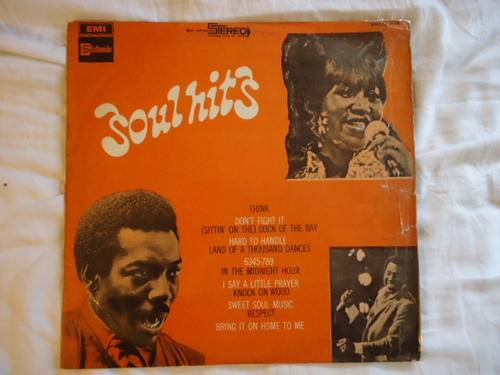 EMI
STEREO
Stateside
Soul hits
THINK
DON'T FIGHT IT
(SITTIN' ON THE) DOCK OF THE BAY
HARD TO HANDLE
LAND OF A THOUSAND DANCES
6345-789
IN THE MIDNIGHT HOUR
I SAY A LITTLE PRAYER
KNOCK ON WOOD
SWEET SOUL MUSIC
RESPECT
BRING IT ON HOME TO ME